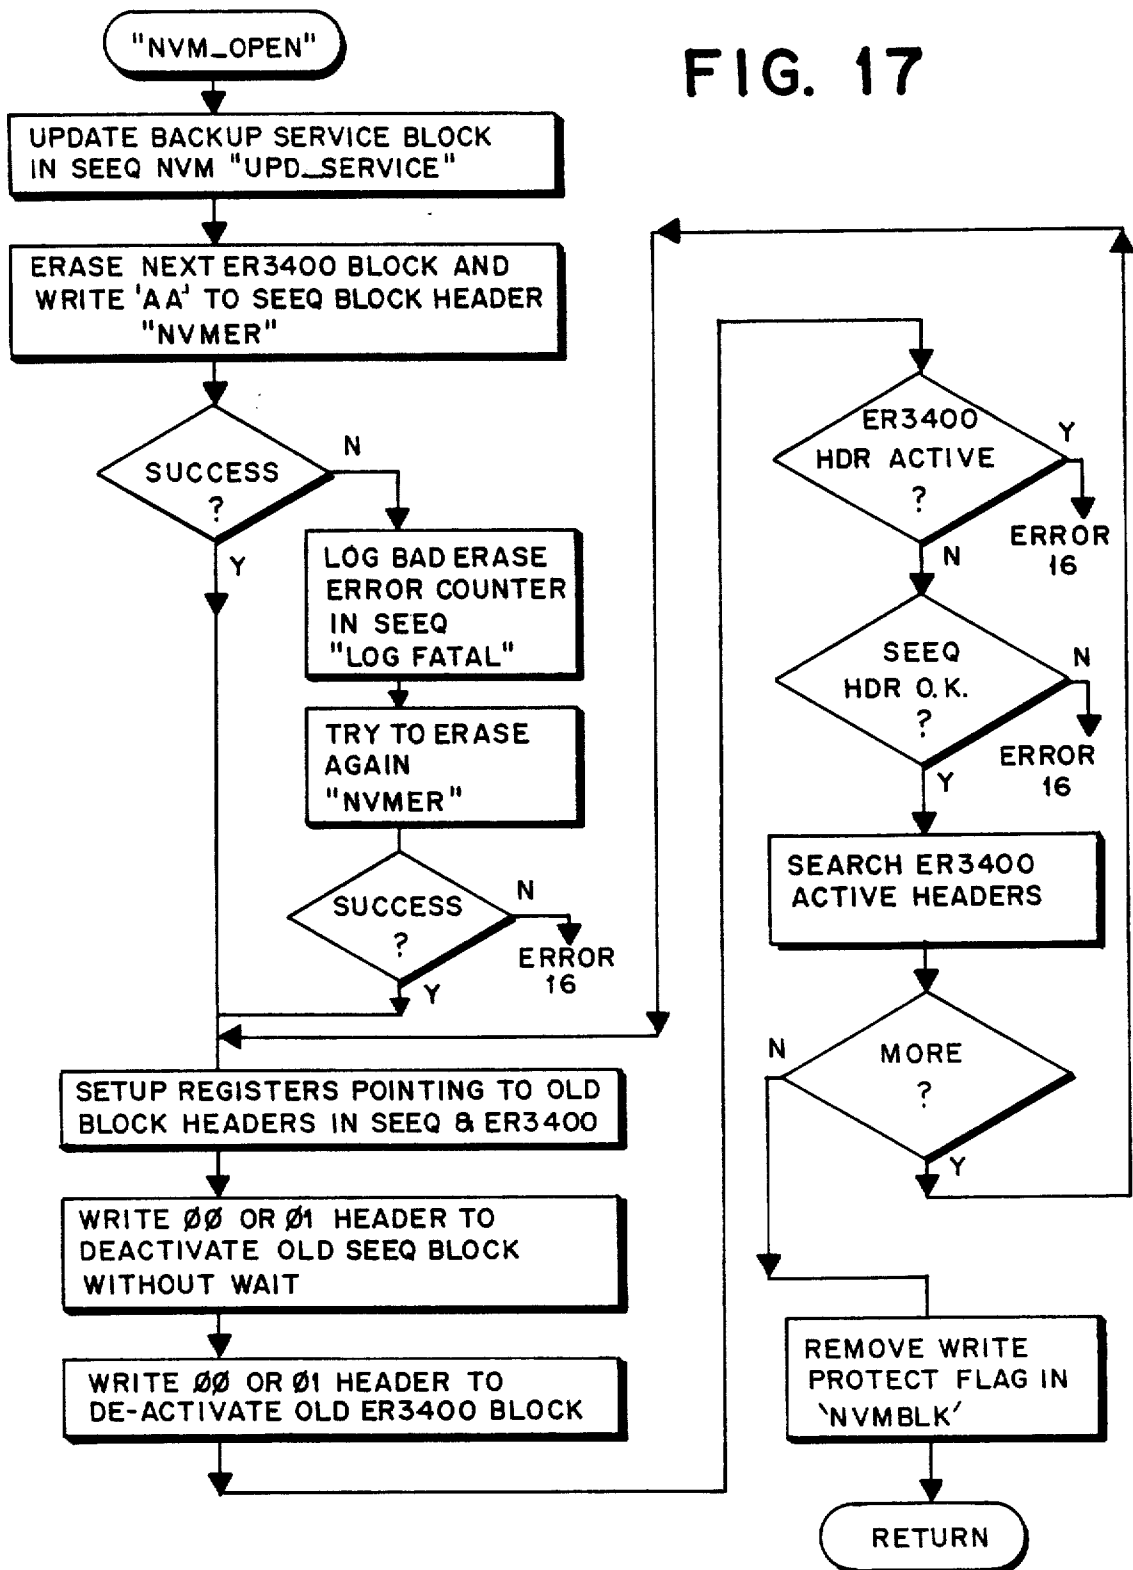 "NVM_OPEN"
FIG. 17
UPDATE BACKUP SERVICE BLOCK
IN SEEQ NVM "UPD_SERVICE"
ERASE NEXT ER3400 BLOCK AND
WRITE 'AA' TO SEEQ BLOCK HEADER
"NVMER"
SUCCESS
?
N
Y
LOG BAD ERASE
ERROR COUNTER
IN SEEQ
"LOG FATAL"
TRY TO ERASE
AGAIN
"NVMER"
SUCCESS
?
N
ERROR
16
Y
SETUP REGISTERS POINTING TO OLD
BLOCK HEADERS IN SEEQ & ER3400
WRITE ØØ OR Ø1 HEADER TO
DEACTIVATE OLD SEEQ BLOCK
WITHOUT WAIT
WRITE ØØ OR Ø1 HEADER TO
DE-ACTIVATE OLD ER3400 BLOCK
ER3400
HDR ACTIVE
?
Y
ERROR
16
N
SEEQ
HDR O.K.
?
N
ERROR
16
Y
SEARCH ER3400
ACTIVE HEADERS
MORE
?
N
Y
REMOVE WRITE
PROTECT FLAG IN
'NVMBLK'
RETURN